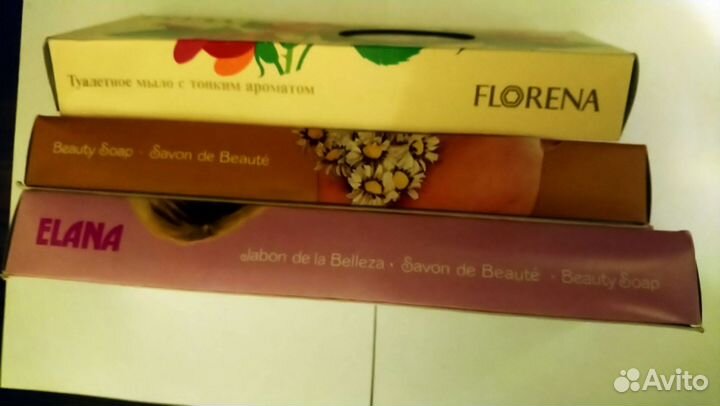 Туалетное мыло с тонким ароматом
FLORENA
Beauty Soap · Savon de Beauté
ELANA
Jabon de la Belleza · Savon de Beauté · Beauty Soap
Avito